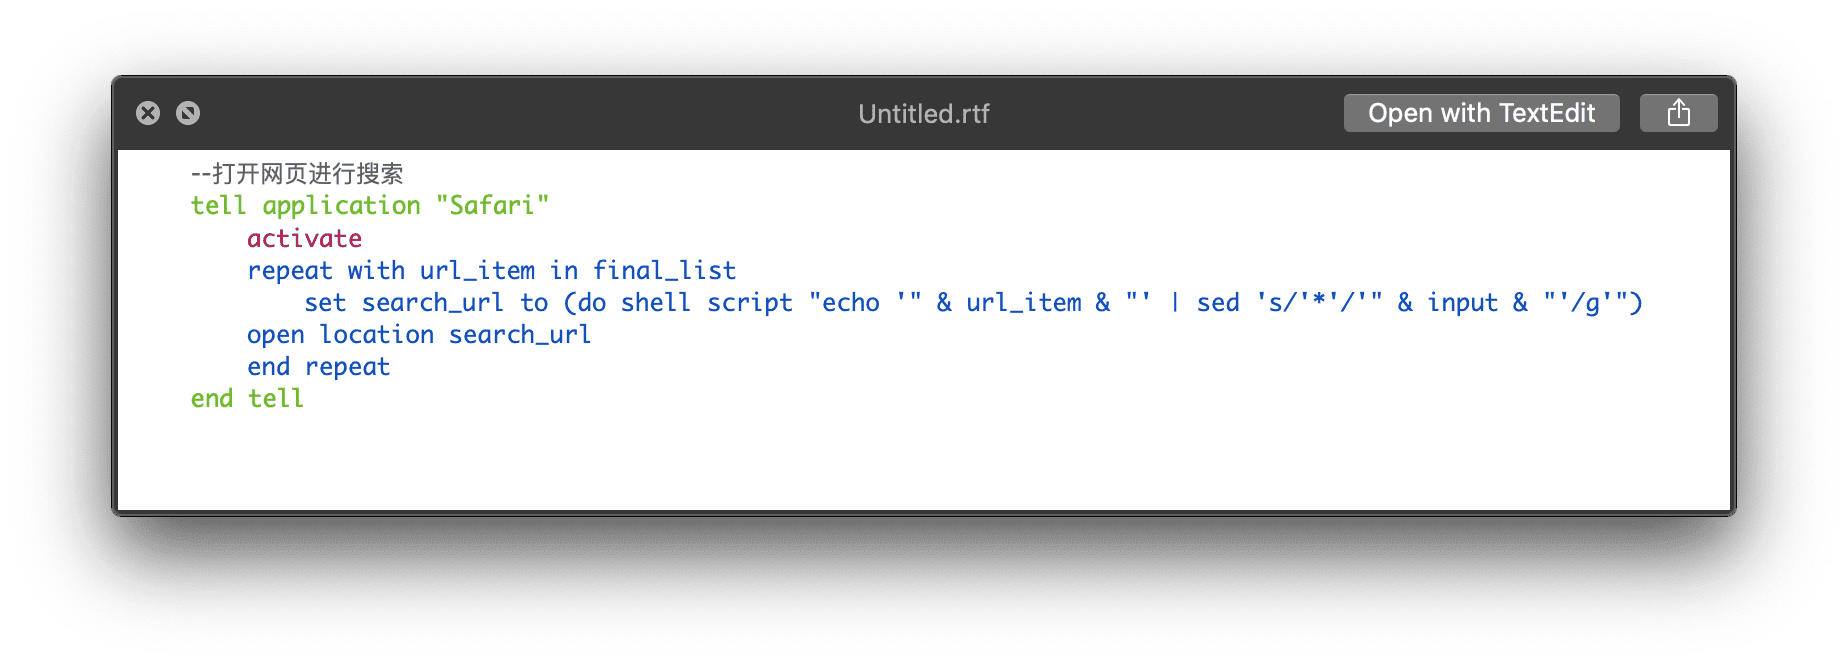 Untitled.rtf
Open with TextEdit
--打开网页进行搜索
tell application "Safari"
    activate
    repeat with url_item in final_list
        set search_url to (do shell script "echo '" & url_item & "' | sed 's/'*'/'" & input & "'/g'")
    open location search_url
    end repeat
end tell